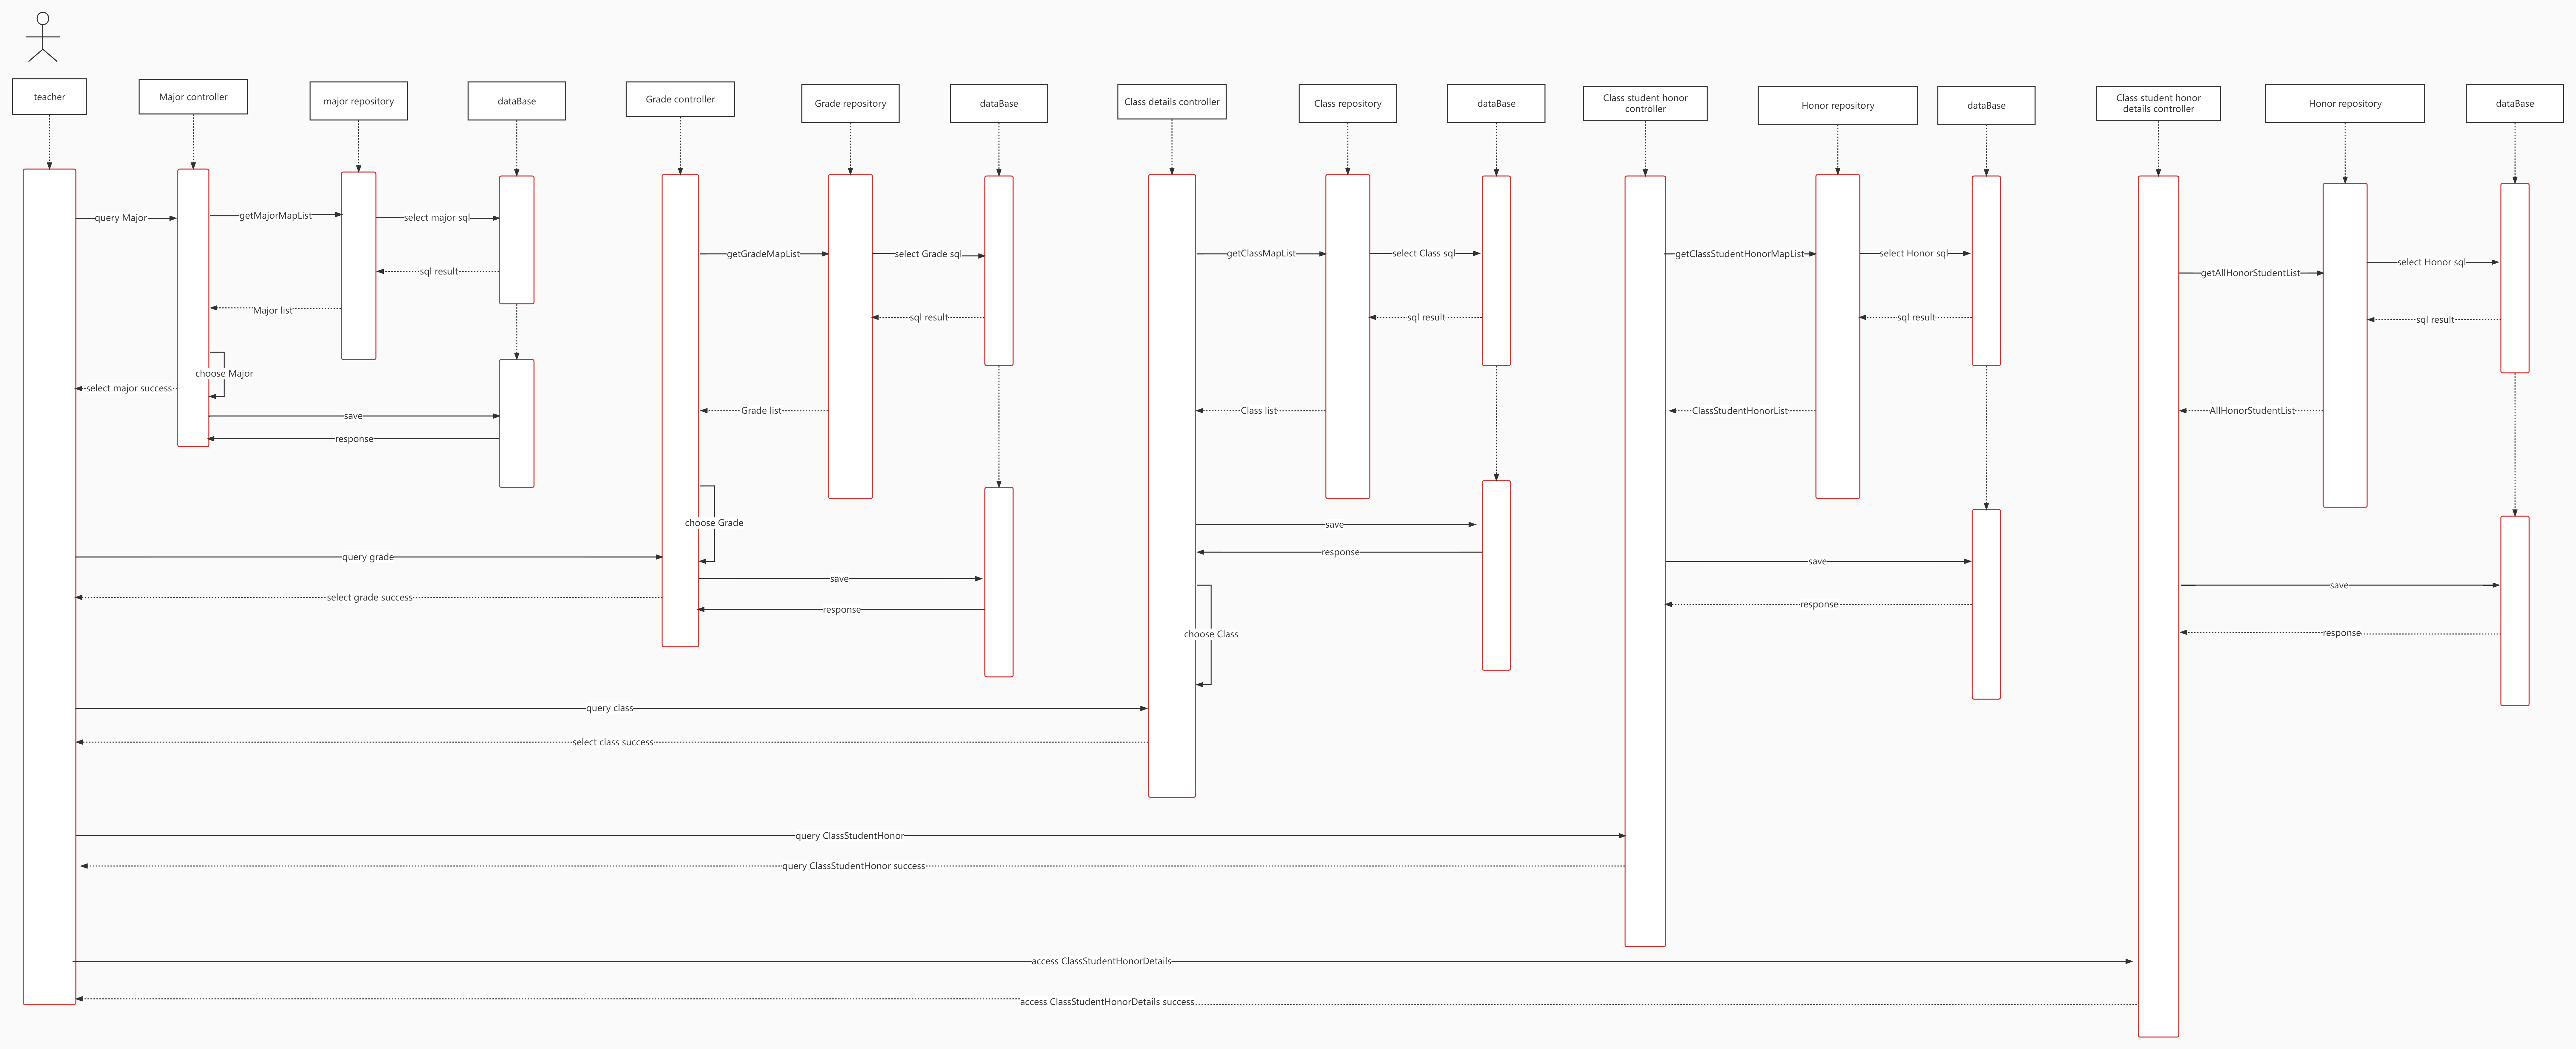 teacher
Major controller
major repository
dataBase
Grade controller
Grade repository
dataBase
Class details controller
Class repository
dataBase
Class student honor
controller
Honor repository
dataBase
Class student honor
details controller
Honor repository
dataBase
query Major
getMajorMapList
select major sql
getGradeMapList
select Grade sql
getClassMapList
select Class sql
getClassStudentHonorMapList
select Honor sql
getAllHonorStudentList
select Honor sql
sql result
Major list
sql result
sql result
sql result
sql result
choose Major
select major success
save
response
Grade list
Class list
ClassStudentHonorList
AllHonorStudentList
choose Grade
query grade
save
select grade success
response
save
response
choose Class
save
response
save
response
query class
select class success
query ClassStudentHonor
query ClassStudentHonor success
access ClassStudentHonorDetails
access ClassStudentHonorDetails success